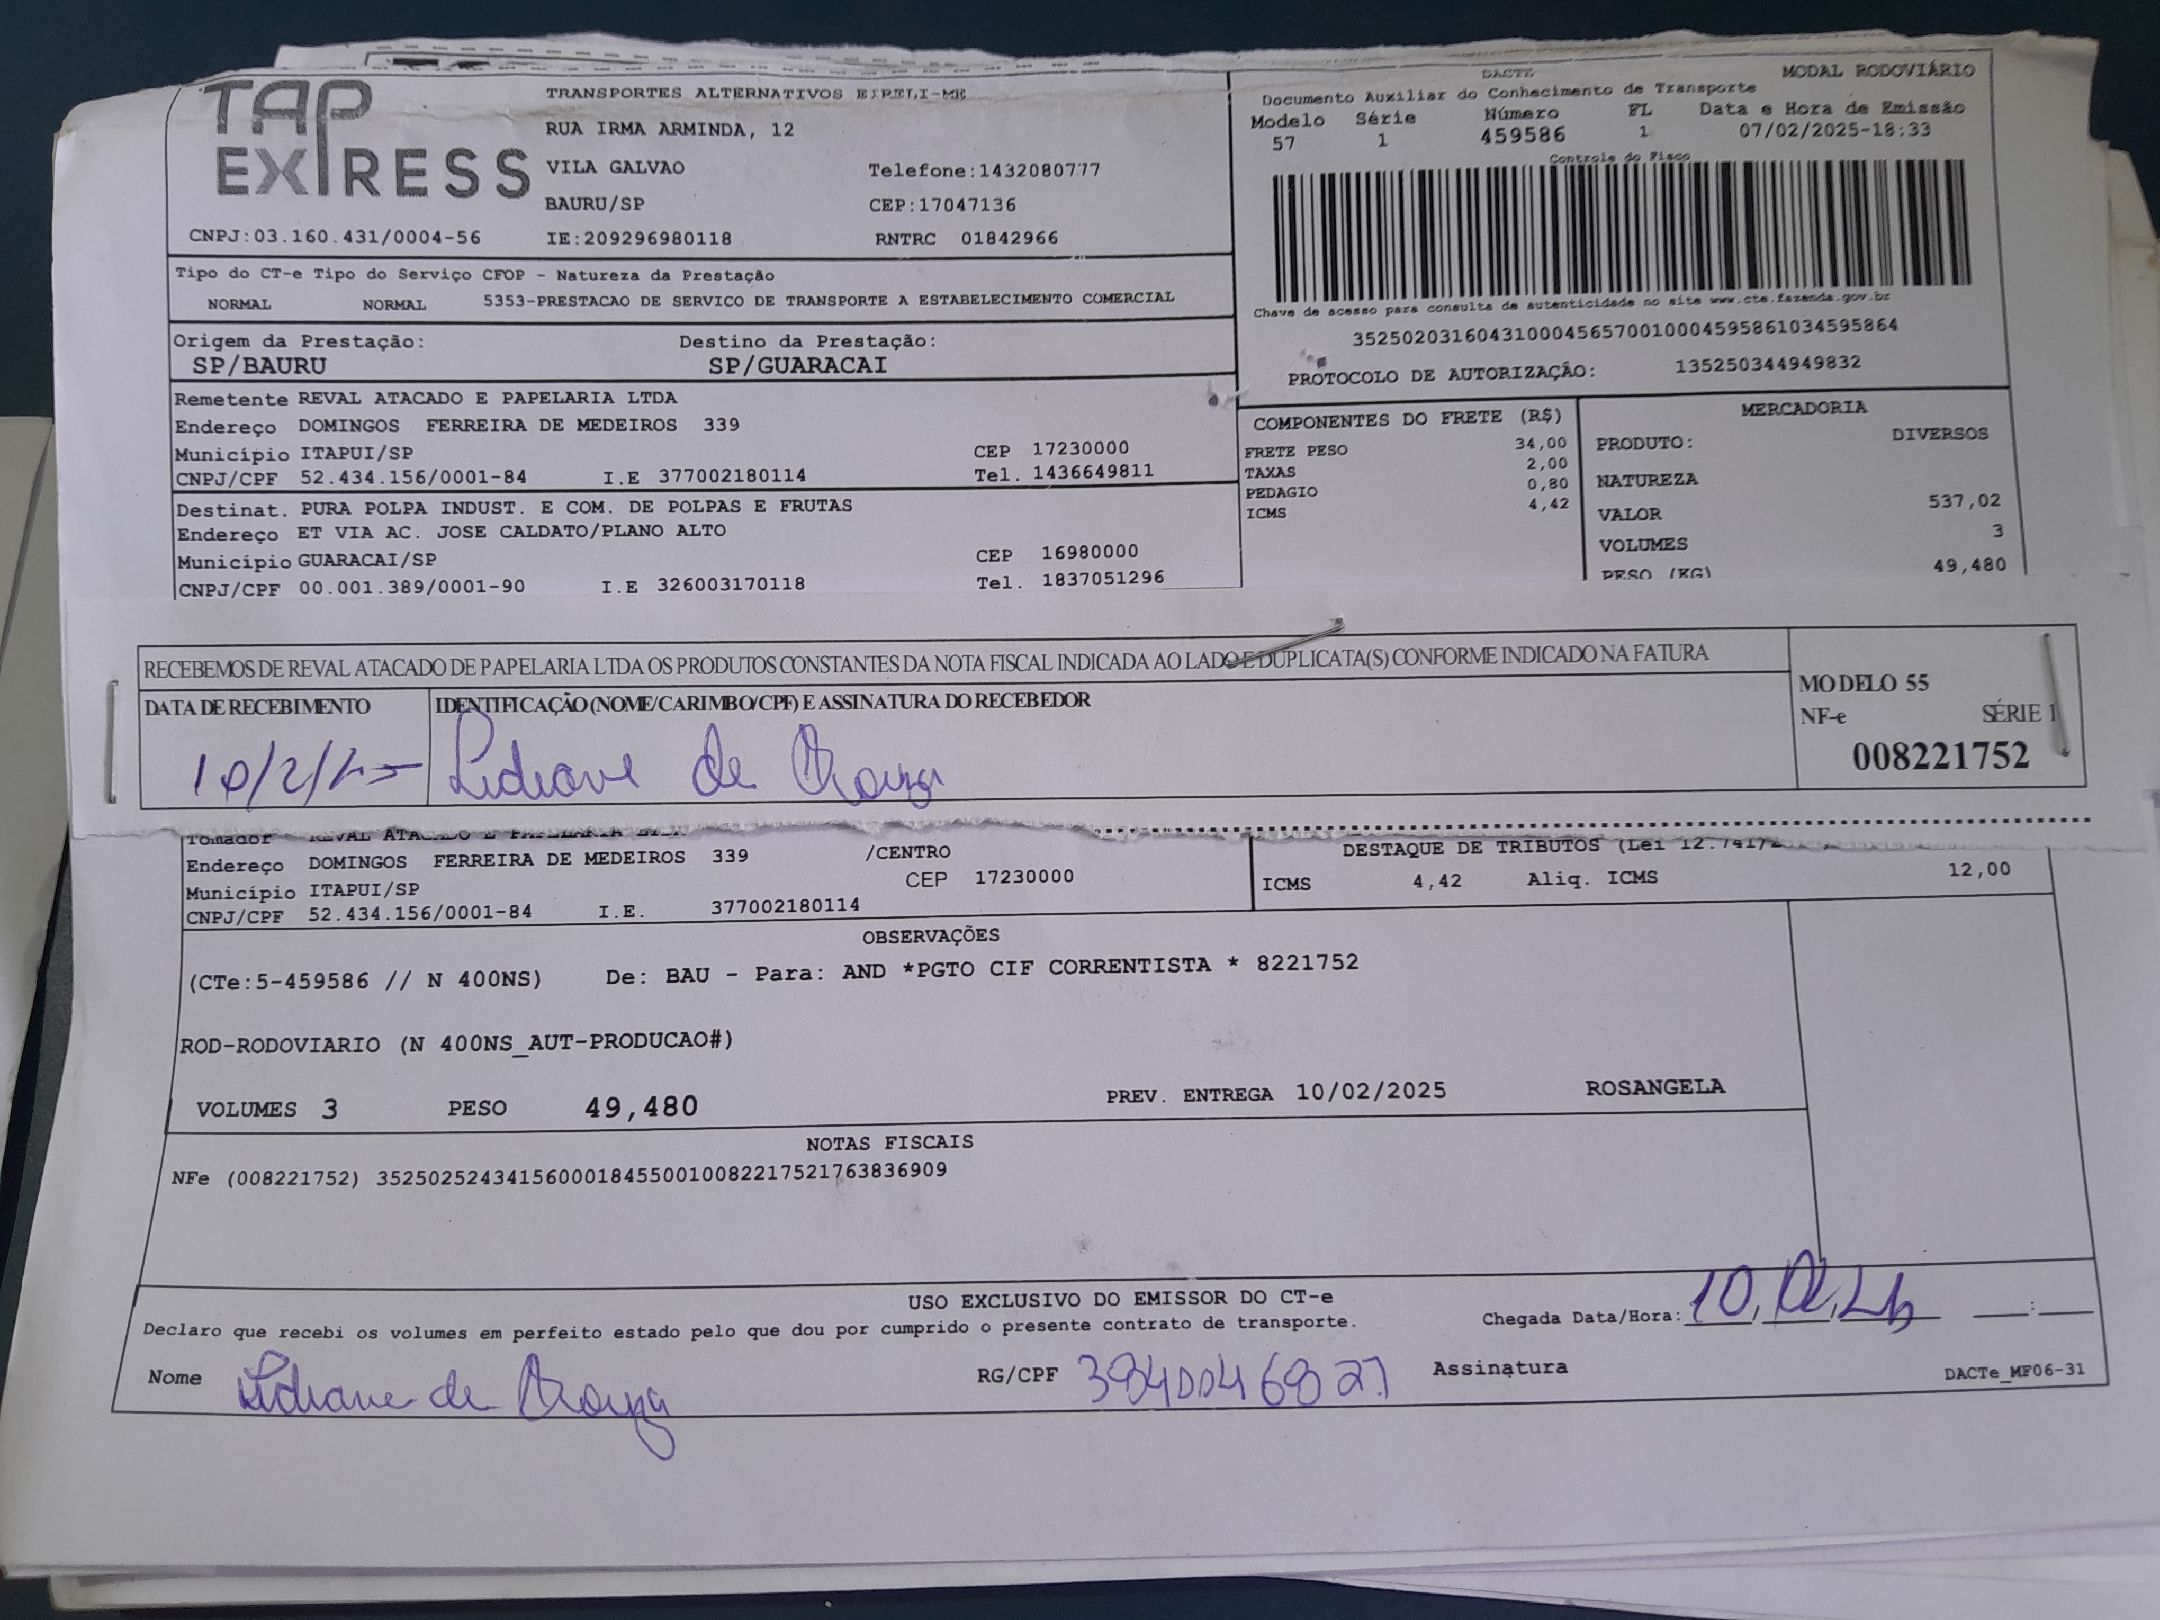 TAP EXPRESS
TRANSPORTES ALTERNATIVOS EIRELI-ME
RUA IRMA ARMINDA, 12
VILA GALVAO Telefone:1432080777
BAURU/SP CEP:17047136
CNPJ:03.160.431/0004-56 IE:209296980118 RNTRC 01842966
DACTE MODAL RODOVIÁRIO
Documento Auxiliar do Conhecimento de Transporte
Modelo Série Número FL Data e Hora de Emissão
57 1 459586 1 07/02/2025-18:33
Controle do Fisco
Chave de acesso para consulta de autenticidade no site www.cte.fazenda.gov.br
35250203160431000456570010004595861034595864
PROTOCOLO DE AUTORIZAÇÃO: 135250344949832
Tipo do CT-e Tipo do Serviço CFOP - Natureza da Prestação
NORMAL NORMAL 5353-PRESTACAO DE SERVICO DE TRANSPORTE A ESTABELECIMENTO COMERCIAL
Origem da Prestação: Destino da Prestação:
SP/BAURU SP/GUARACAI
Remetente REVAL ATACADO E PAPELARIA LTDA
Endereço DOMINGOS FERREIRA DE MEDEIROS 339
Município ITAPUI/SP CEP 17230000
CNPJ/CPF 52.434.156/0001-84 I.E 377002180114 Tel. 1436649811
Destinat. PURA POLPA INDUST. E COM. DE POLPAS E FRUTAS
Endereço ET VIA AC. JOSE CALDATO/PLANO ALTO
Município GUARACAI/SP CEP 16980000
CNPJ/CPF 00.001.389/0001-90 I.E 326003170118 Tel. 1837051296
COMPONENTES DO FRETE (R$)
FRETE PESO 34,00
TAXAS 2,00
PEDAGIO 0,80
ICMS 4,42
MERCADORIA
PRODUTO: DIVERSOS
NATUREZA
VALOR 537,02
VOLUMES 3
PESO (KG) 49,480
RECEBEMOS DE REVAL ATACADO DE PAPELARIA LTDA OS PRODUTOS CONSTANTES DA NOTA FISCAL INDICADA AO LADO E DUPLICATA(S) CONFORME INDICADO NA FATURA
DATA DE RECEBIMENTO IDENTIFICAÇÃO (NOME/CARIMBO/CPF) E ASSINATURA DO RECEBEDOR
10/2/25 Lidiane de
MODELO 55
NF-e SÉRIE 1
008221752
Tomador REVAL ATACADO E PAPELARIA
Endereço DOMINGOS FERREIRA DE MEDEIROS 339 /CENTRO
Município ITAPUI/SP CEP 17230000
CNPJ/CPF 52.434.156/0001-84 I.E. 377002180114
DESTAQUE DE TRIBUTOS (Lei
ICMS 4,42 Aliq. ICMS 12,00
OBSERVAÇÕES
(CTe:5-459586 // N 400NS) De: BAU - Para: AND *PGTO CIF CORRENTISTA * 8221752
ROD-RODOVIARIO (N 400NS_AUT-PRODUCAO#)
VOLUMES 3 PESO 49,480 PREV. ENTREGA 10/02/2025 ROSANGELA
NOTAS FISCAIS
NFe (008221752) 35250252434156000184550010082217521763836909
USO EXCLUSIVO DO EMISSOR DO CT-e
Declaro que recebi os volumes em perfeito estado pelo que dou por cumprido o presente contrato de transporte.
Chegada Data/Hora: 10, 02, 25 __:__
Nome Lidiane de
RG/CPF
Assinatura
DACTe_MF06-31